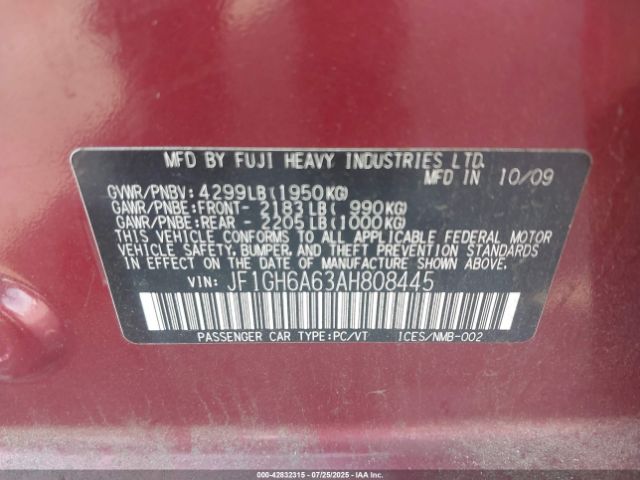 MFD BY FUJI HEAVY INDUSTRIES LTD.
MFD IN 10/09
GVWR/PNBV: 4299LB(1950KG)
GAWR/PNBE:FRONT- 2183LB( 990KG)
GAWR/PNBE:REAR - 2205LB(1000KG)
THIS VEHICLE CONFORMS TO ALL APPLICABLE FEDERAL MOTOR
VEHICLE SAFETY, BUMPER, AND THEFT PREVENTION STANDARDS
IN EFFECT ON THE DATE OF MANUFACTURE SHOWN ABOVE.
VIN: JF1GH6A63AH808445
PASSENGER CAR TYPE:PC/VT ICES/NMB-002
000-42832315 - 07/25/2025 - IAAI.COM